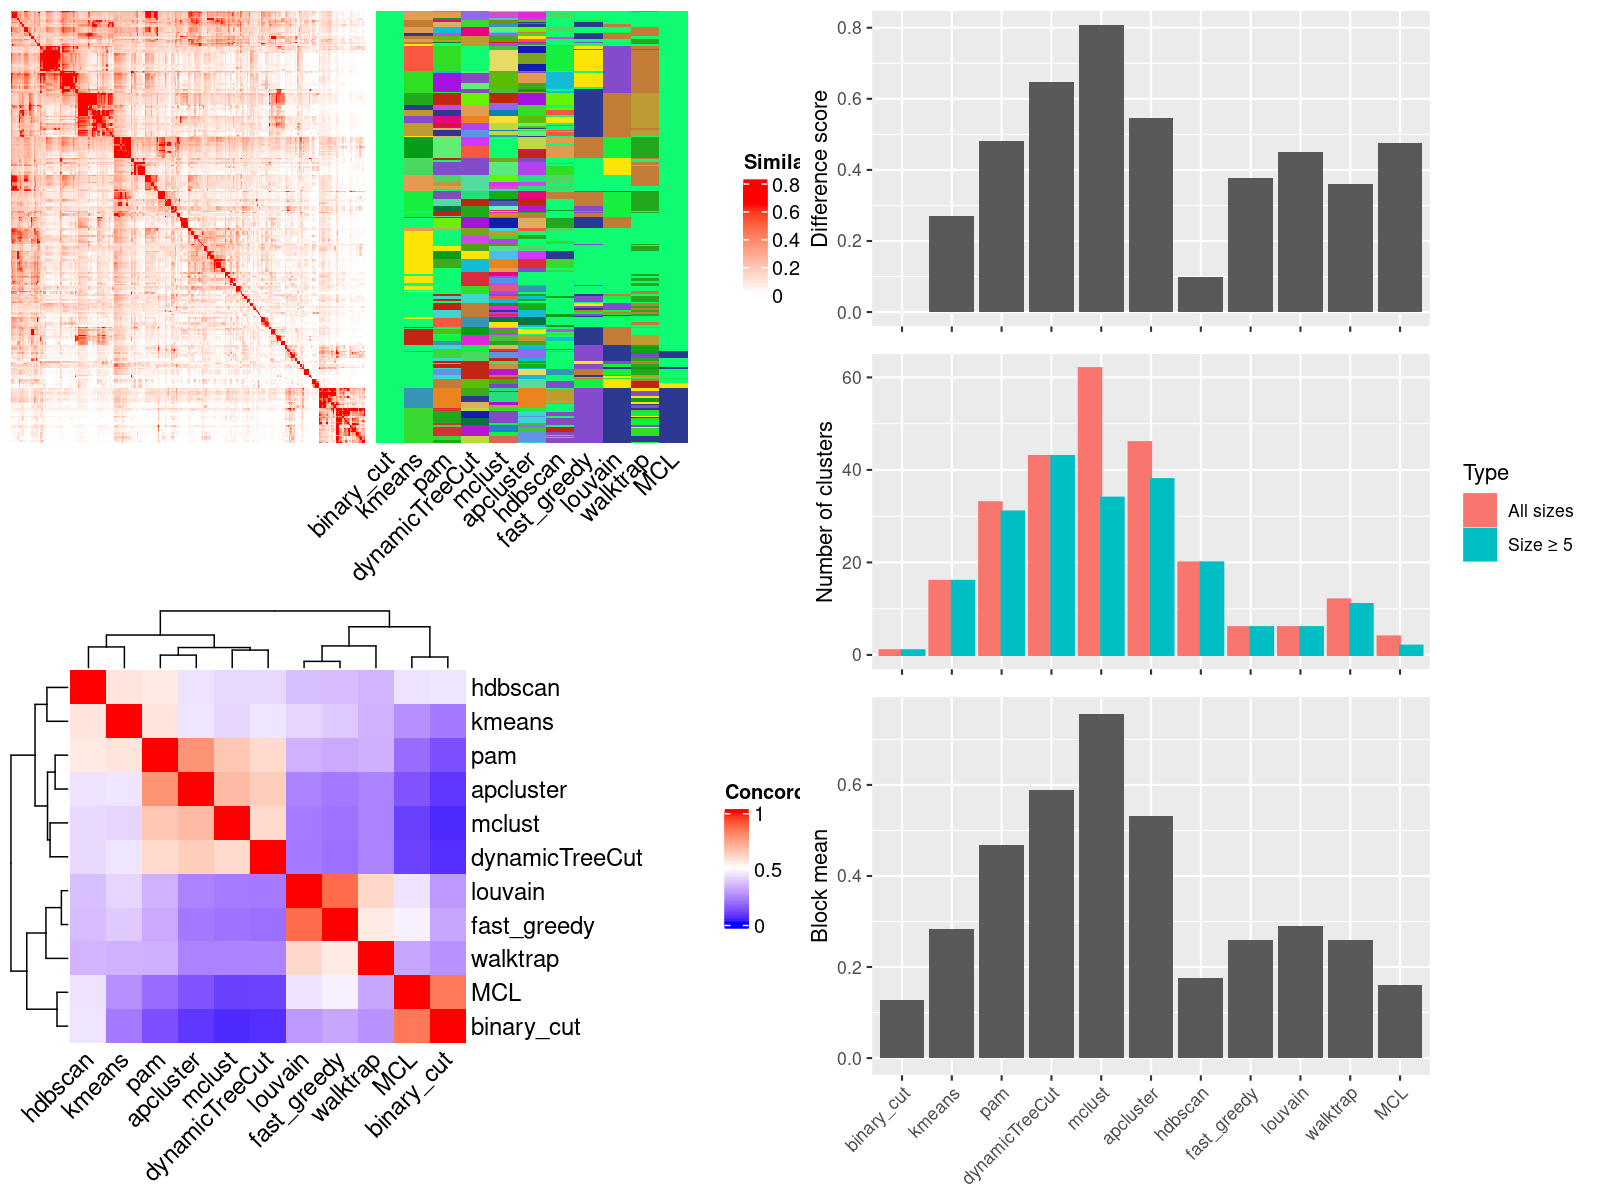 Simila
0.8
0.6
0.4
0.2
0
binary_cut
kmeans
pam
dynamicTreeCut
mclust
apcluster
hdbscan
fast_greedy
louvain
walktrap
MCL
hdbscan
kmeans
pam
apcluster
mclust
dynamicTreeCut
louvain
fast_greedy
walktrap
MCL
binary_cut
hdbscan
kmeans
pam
apcluster
mclust
dynamicTreeCut
louvain
fast_greedy
walktrap
MCL
binary_cut
Concord
1
0.5
0
Difference score
0.8
0.6
0.4
0.2
0.0
Number of clusters
60
40
20
0
Type
All sizes
Size ≥ 5
Block mean
0.6
0.4
0.2
0.0
binary_cut
kmeans
pam
dynamicTreeCut
mclust
apcluster
hdbscan
fast_greedy
louvain
walktrap
MCL